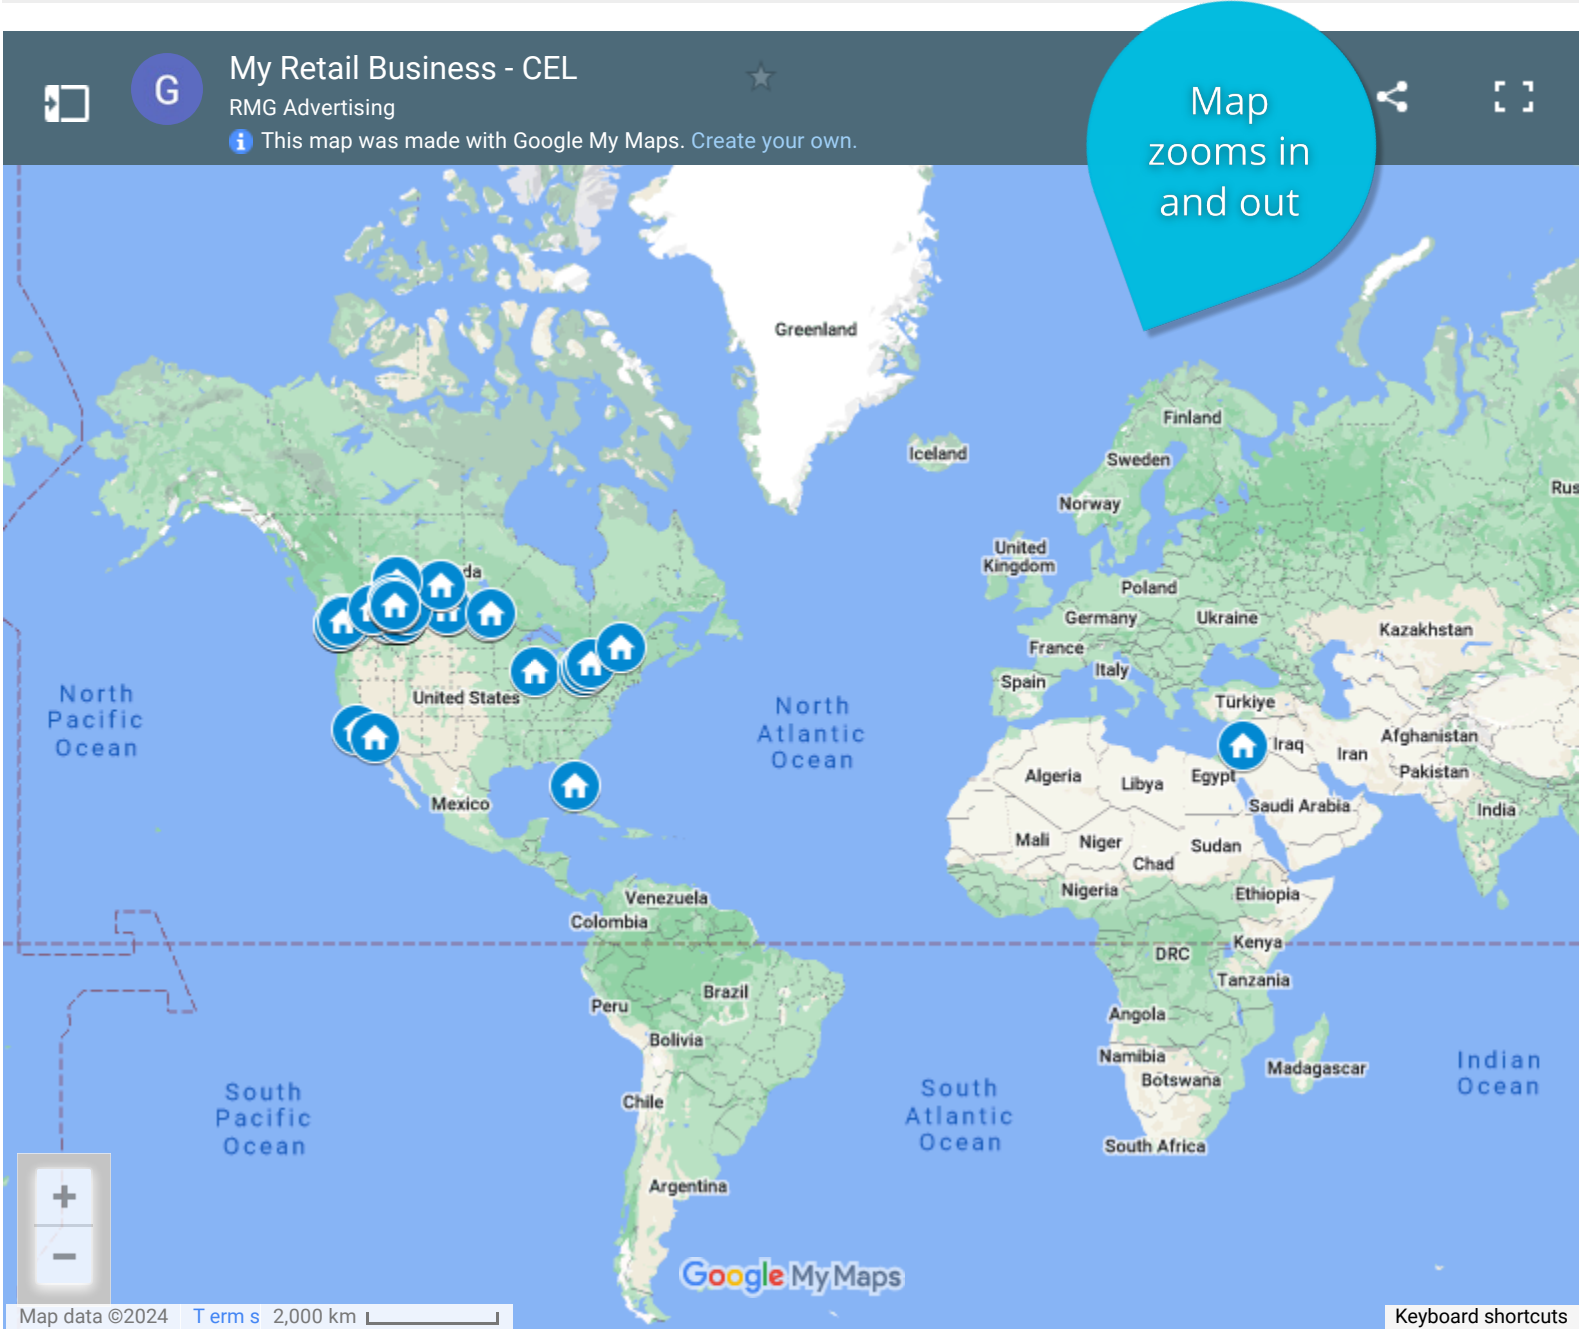 My Retail Business - CEL
G
RMG Advertising
This map was made with Google My Maps. Create your own.
Map
zooms in
and out
Greenland
Finland
Iceland
Sweden
Norway
Rus
United
Kingdom
da
Poland
Germany
Ukraine
Kazakhstan
France
Italy
Spain
United States
Türkiye
North
Pacific
Ocean
North
Atlantic
Ocean
Iraq
Iran
Afghanistan
Pakistan
Algeria
Libya
Egypt
Saudi Arabia
India
Mexico
Mali
Niger
Chad
Sudan
Nigeria
Ethiopia
Venezuela
Colombia
Kenya
DRC
Tanzania
Brazil
Peru
Angola
Bolivia
Namibia
Botswana
Madagascar
Indian
Ocean
South
Pacific
Ocean
Chile
South
Atlantic
Ocean
South Africa
Argentina
+
−
Google My Maps
Map data ©2024 Terms 2,000 km
Keyboard shortcuts